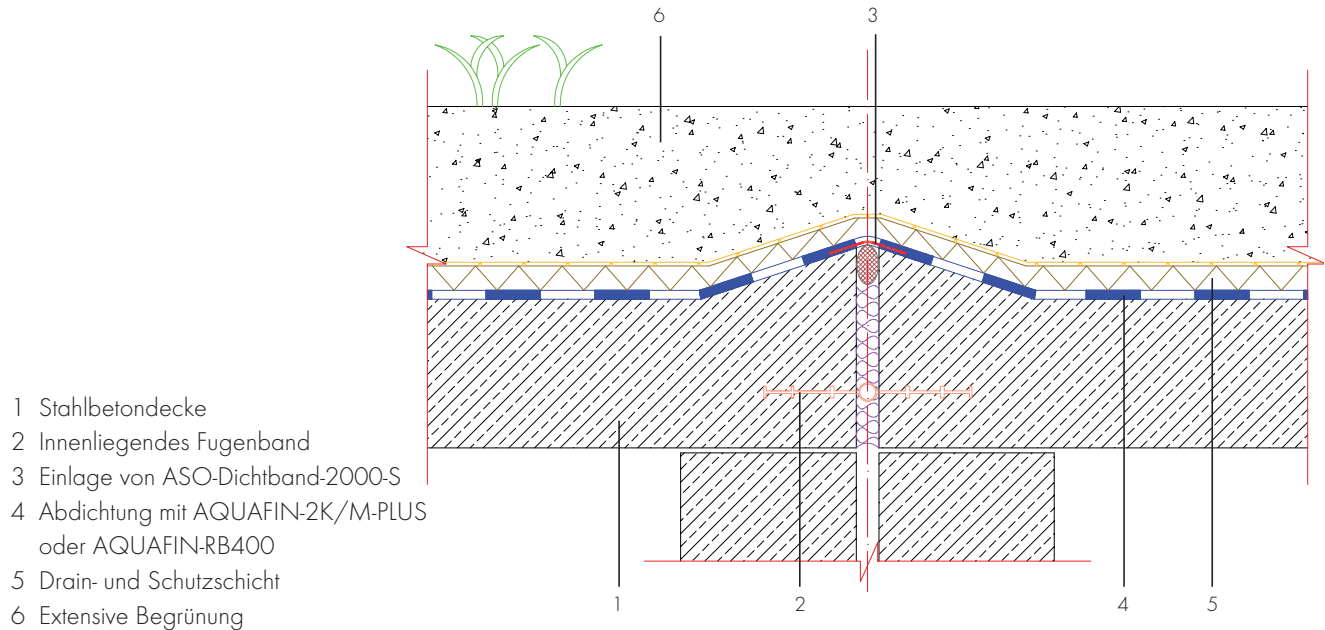 6 3
1 Stahlbetondecke
2 Innenliegendes Fugenband
3 Einlage von ASO-Dichtband-2000-S
4 Abdichtung mit AQUAFIN-2K/M-PLUS
oder AQUAFIN-RB400
5 Drain- und Schutzschicht
6 Extensive Begrünung
1 2 4 5